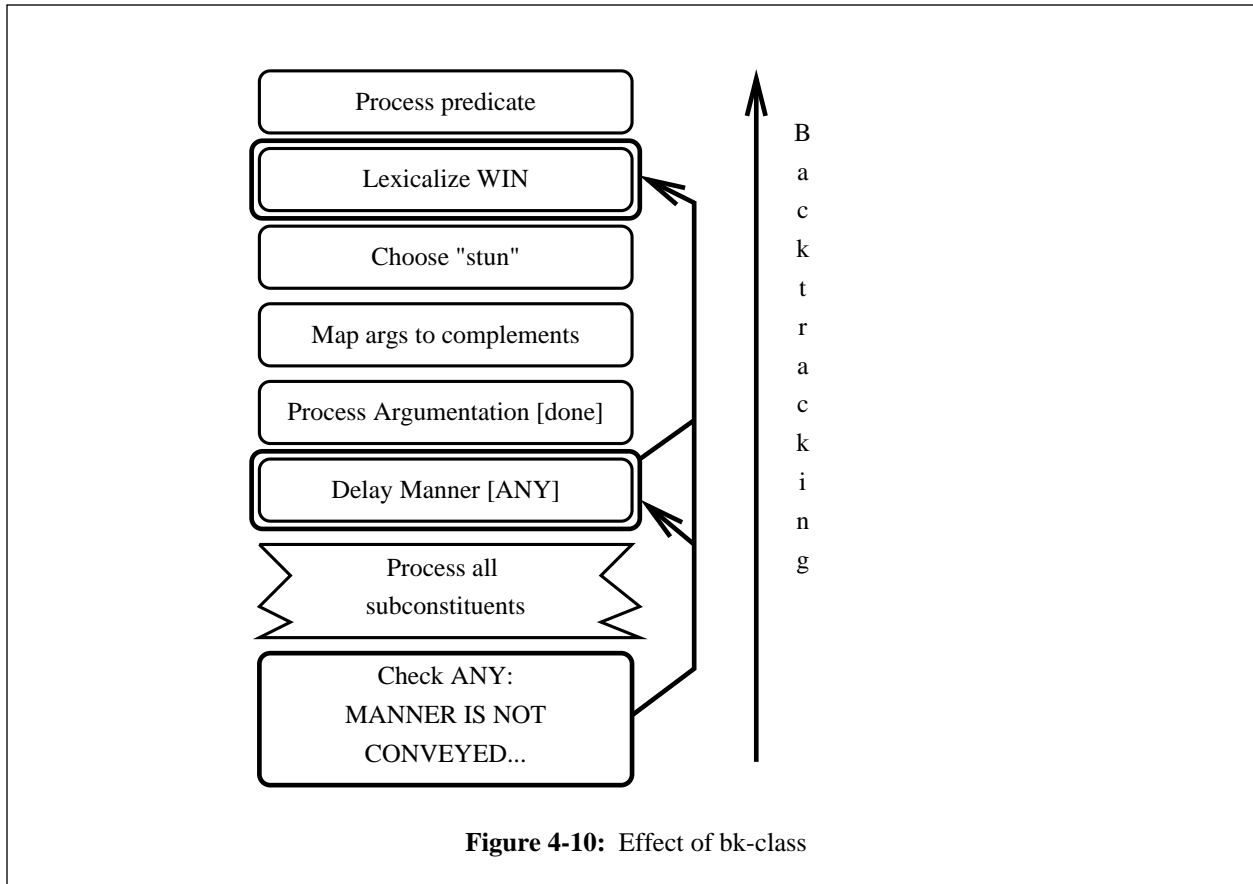 Process predicate
Lexicalize WIN
Choose "stun"
Map args to complements
Process Argumentation [done]
Delay Manner [ANY]
Process all
subconstituents
Check ANY:
MANNER IS NOT
CONVEYED...
B
a
c
k
t
r
a
c
k
i
n
g
Figure 4-10: Effect of bk-class